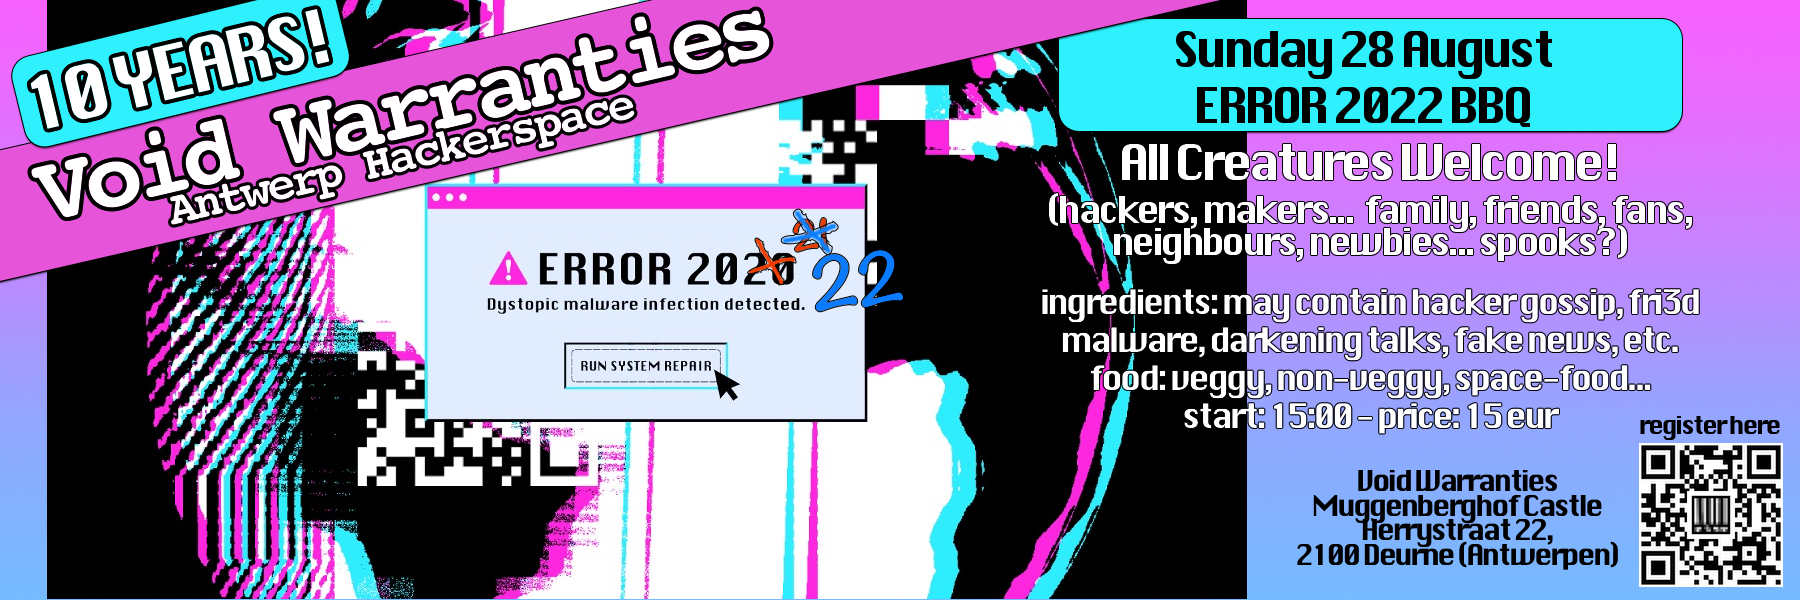 10 YEARS!
Void Warranties
Antwerp Hackerspace
ERROR 2020
22
Dystopic malware infection detected.
RUN SYSTEM REPAIR
Sunday 28 August
ERROR 2022 BBQ
All Creatures Welcome!
(hackers, makers... family, friends, fans,
neighbours, newbies... spooks?)
ingredients: may contain hacker gossip, fri3d
malware, darkening talks, fake news, etc.
food: veggy, non-veggy, space-food...
start: 15:00 - price: 15 eur
register here
Void Warranties
Muggenberghof Castle
Herrystraat 22,
2100 Deurne (Antwerpen)